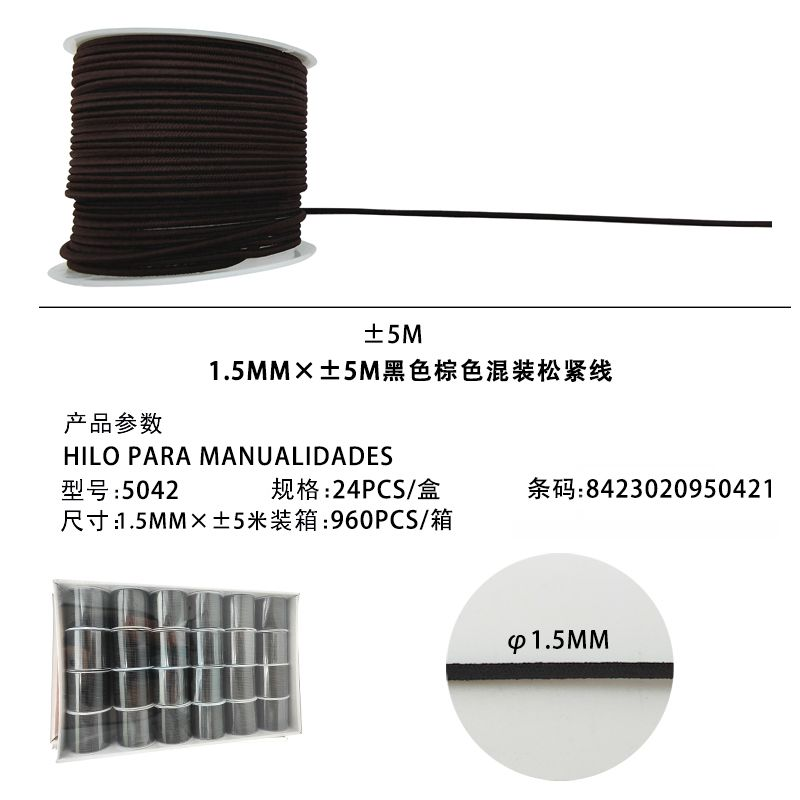 ±5M
1.5MM×±5M黑色棕色混装松紧线
产品参数
HILO PARA MANUALIDADES
型号:5042 规格:24PCS/盒 条码:8423020950421
尺寸:1.5MM×±5米装箱:960PCS/箱
φ1.5MM